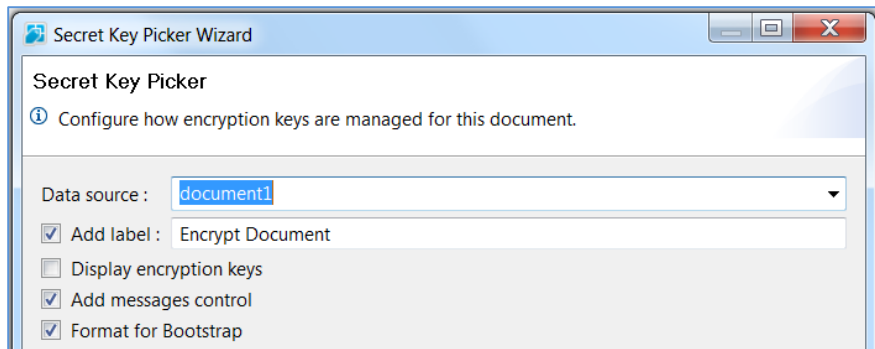 Secret Key Picker Wizard
Secret Key Picker
Configure how encryption keys are managed for this document.
Data source : document1
Add label : Encrypt Document
Display encryption keys
Add messages control
Format for Bootstrap